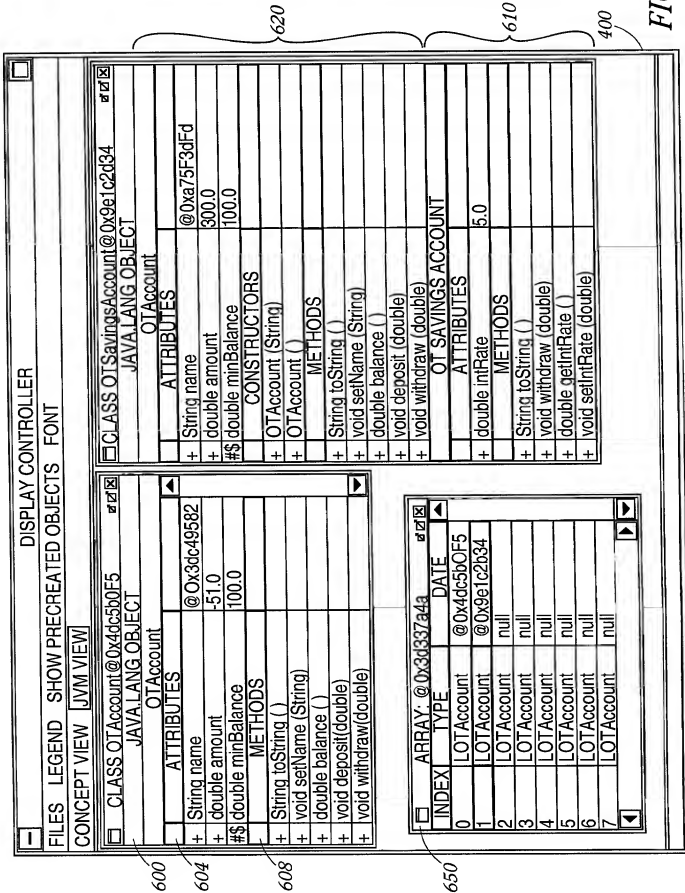 DISPLAY CONTROLLER
FILES LEGEND SHOW PRECREATED OBJECTS FONT
CONCEPT VIEW JVM VIEW
CLASS OTAccount@0x4dc5b0F5
JAVA.LANG OBJECT
OTAccount
ATTRIBUTES
+ String name @0x3dc49582
+ double amount -51.0
#$ double minBalance 100.0
METHODS
+ String toString ( )
+ void setName (String)
+ double balance ( )
+ void deposit(double)
+ void withdraw(double)
600
604
608
ARRAY: @0x3d337a4a
INDEX TYPE DATE
0 LOTAccount @0x4dc5bOF5
1 LOTAccount @0x9e1c2b34
2 LOTAccount null
3 LOTAccount null
4 LOTAccount null
5 LOTAccount null
6 LOTAccount null
7 LOTAccount null
650
CLASS OTSavingsAccount@0x9e1c2d34
JAVA.LANG OBJECT
OTAccount
ATTRIBUTES
+ String name @0xa75F3dFd
+ double amount 300.0
#$ double minBalance 100.0
CONSTRUCTORS
+ OTAccount (String)
+ OTAccount ( )
METHODS
+ String toString ( )
+ void setName (String)
+ double balance ( )
+ void deposit (double)
+ void withdraw (double)
OT SAVINGS ACCOUNT
ATTRIBUTES
+ double intRate 5.0
METHODS
+ String toString ( )
+ void withdraw (double)
+ double getIntRate ( )
+ void setIntRate (double)
620
610
400